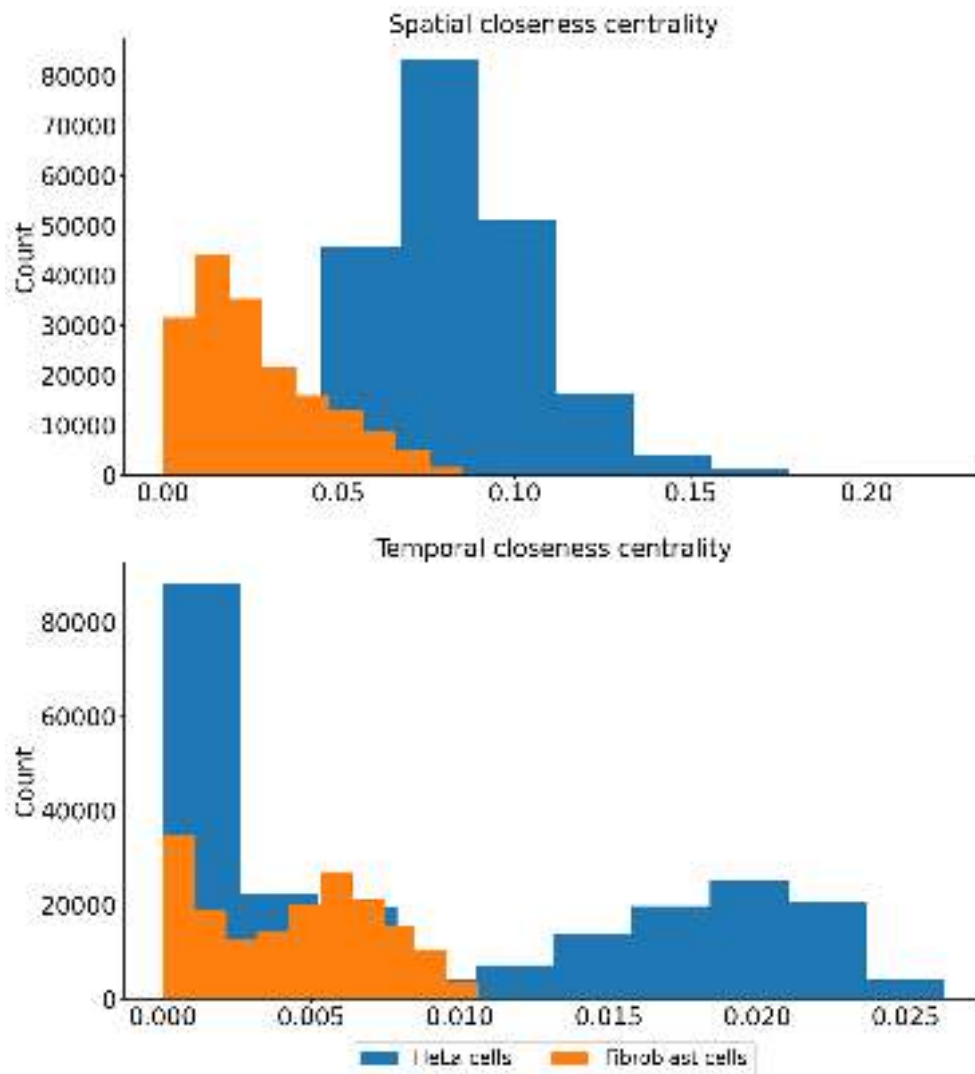 Spatial closeness centrality
80000
70000
60000
50000
40000
30000
20000
10000
0
Count
0.00 0.05 0.10 0.15 0.20
Temporal closeness centrality
80000
60000
40000
20000
0
Count
0.000 0.005 0.010 0.015 0.020 0.025
HeLa cells Fibroblast cells